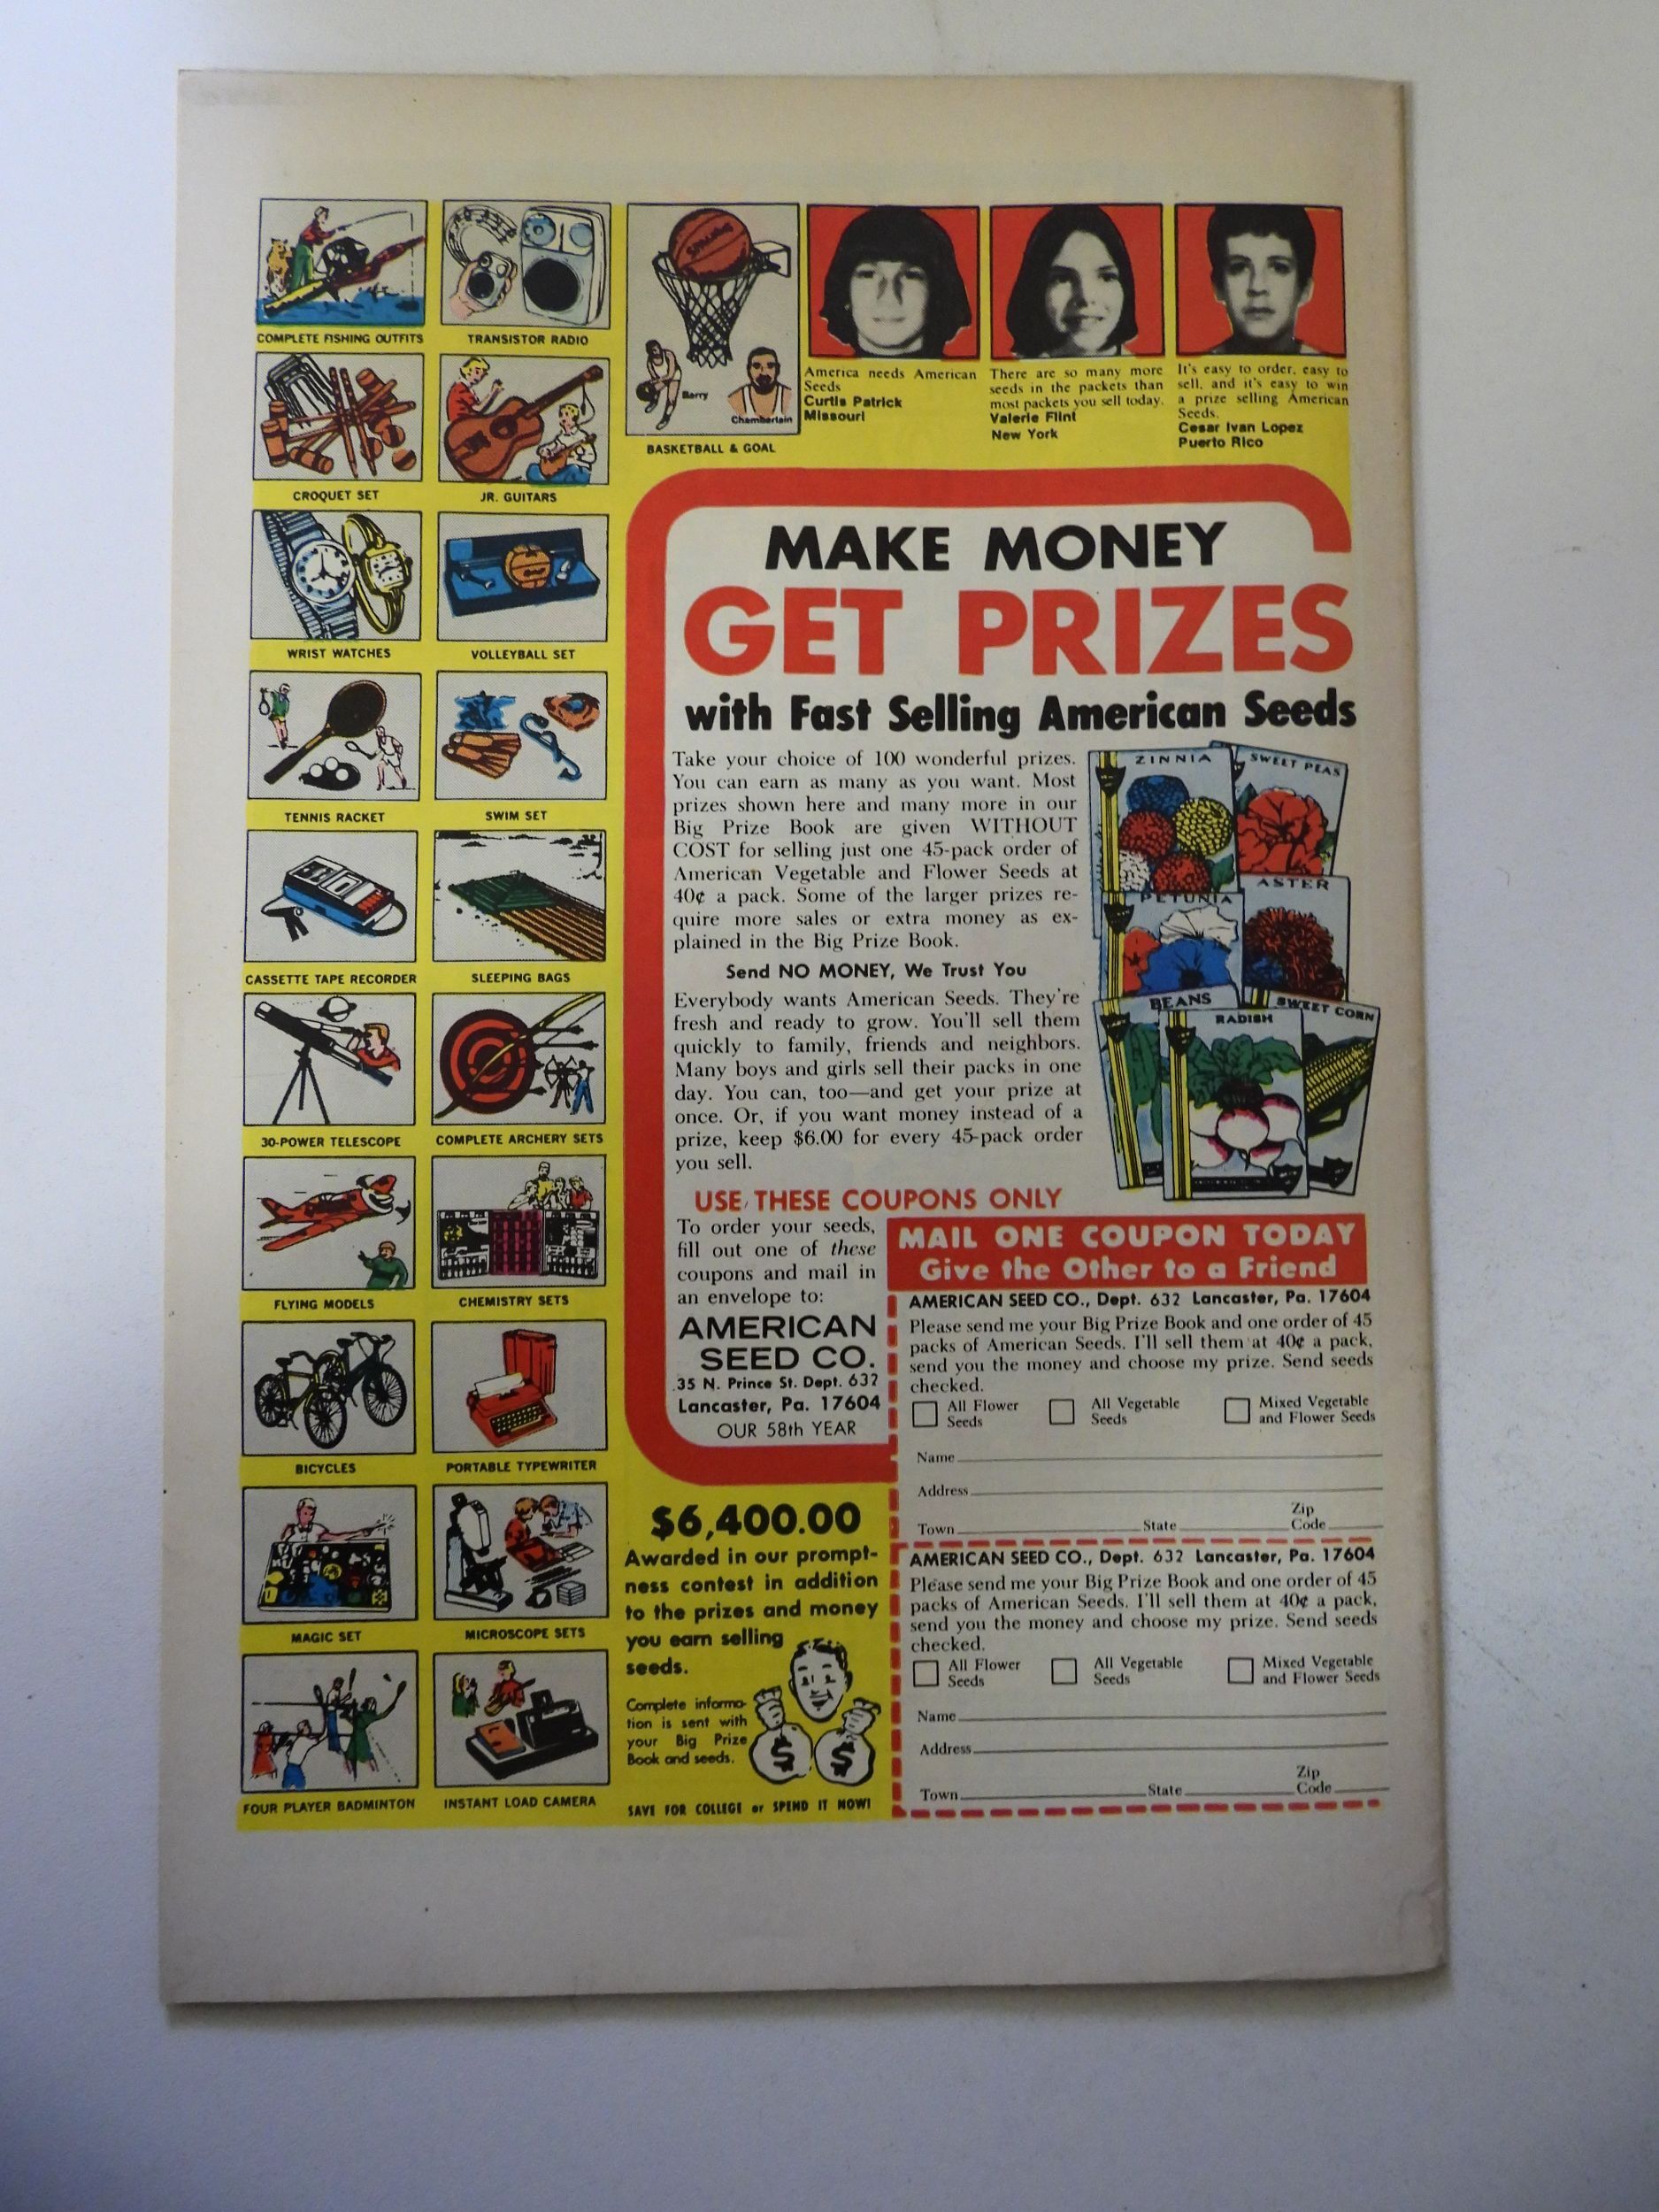 COMPLETE FISHING OUTFITS
TRANSISTOR RADIO
CROQUET SET
JR. GUITARS
WRIST WATCHES
VOLLEYBALL SET
TENNIS RACKET
SWIM SET
CASSETTE TAPE RECORDER
SLEEPING BAGS
30-POWER TELESCOPE
COMPLETE ARCHERY SETS
FLYING MODELS
CHEMISTRY SETS
BICYCLES
PORTABLE TYPEWRITER
MAGIC SET
MICROSCOPE SETS
FOUR PLAYER BADMINTON
INSTANT LOAD CAMERA
SPALDING
Barry
Chamberlain
BASKETBALL & GOAL
America needs American
Seeds
Curtis Patrick
Missouri
There are so many more
seeds in the packets than
most packets you sell today.
Valerie Flint
New York
It's easy to order, easy to
sell, and it's easy to win
a prize selling American
Seeds.
Cesar Ivan Lopez
Puerto Rico
MAKE MONEY
GET PRIZES
with Fast Selling American Seeds
Take your choice of 100 wonderful prizes.
You can earn as many as you want. Most
prizes shown here and many more in our
Big Prize Book are given WITHOUT
COST for selling just one 45-pack order of
American Vegetable and Flower Seeds at
40¢ a pack. Some of the larger prizes re-
quire more sales or extra money as ex-
plained in the Big Prize Book.
Send NO MONEY, We Trust You
Everybody wants American Seeds. They're
fresh and ready to grow. You'll sell them
quickly to family, friends and neighbors.
Many boys and girls sell their packs in one
day. You can, too—and get your prize at
once. Or, if you want money instead of a
prize, keep $6.00 for every 45-pack order
you sell.
ZINNIA
SWEET PEAS
PETUNIA
ASTER
BEANS
RADISH
SWEET CORN
USE THESE COUPONS ONLY
To order your seeds,
fill out one of these
coupons and mail in
an envelope to:
AMERICAN
SEED CO.
35 N. Prince St. Dept. 632
Lancaster, Pa. 17604
OUR 58th YEAR
MAIL ONE COUPON TODAY
Give the Other to a Friend
AMERICAN SEED CO., Dept. 632 Lancaster, Pa. 17604
Please send me your Big Prize Book and one order of 45
packs of American Seeds. I'll sell them at 40¢ a pack,
send you the money and choose my prize. Send seeds
checked.
All Flower Seeds
All Vegetable Seeds
Mixed Vegetable and Flower Seeds
Name
Address
Town State Zip Code
AMERICAN SEED CO., Dept. 632 Lancaster, Pa. 17604
Please send me your Big Prize Book and one order of 45
packs of American Seeds. I'll sell them at 40¢ a pack,
send you the money and choose my prize. Send seeds
checked.
All Flower Seeds
All Vegetable Seeds
Mixed Vegetable and Flower Seeds
Name
Address
Town State Zip Code
$6,400.00
Awarded in our prompt-
ness contest in addition
to the prizes and money
you earn selling
seeds.
Complete informa-
tion is sent with
your Big Prize
Book and seeds.
$ $
SAVE FOR COLLEGE or SPEND IT NOW!